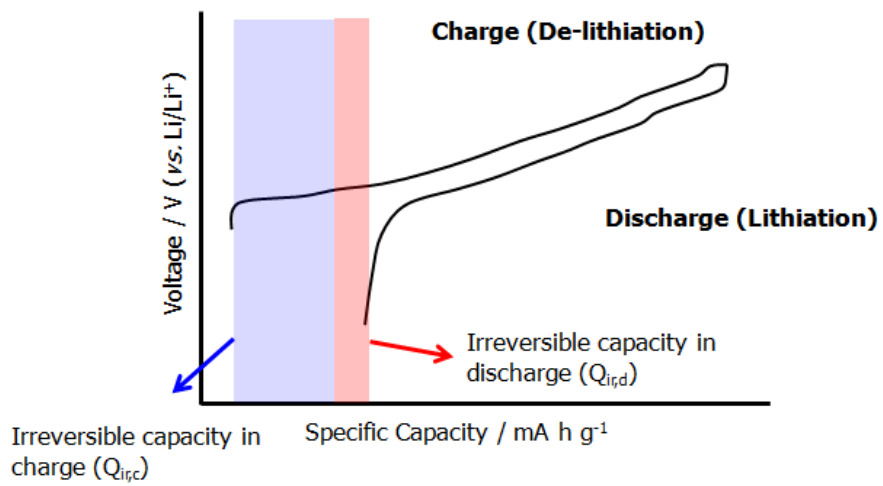 Charge (De-lithiation)
Voltage / V (vs. Li/Li⁺)
Discharge (Lithiation)
Irreversible capacity in
discharge (Qir,d)
Irreversible capacity in
charge (Qir,c)
Specific Capacity / mA h g⁻¹